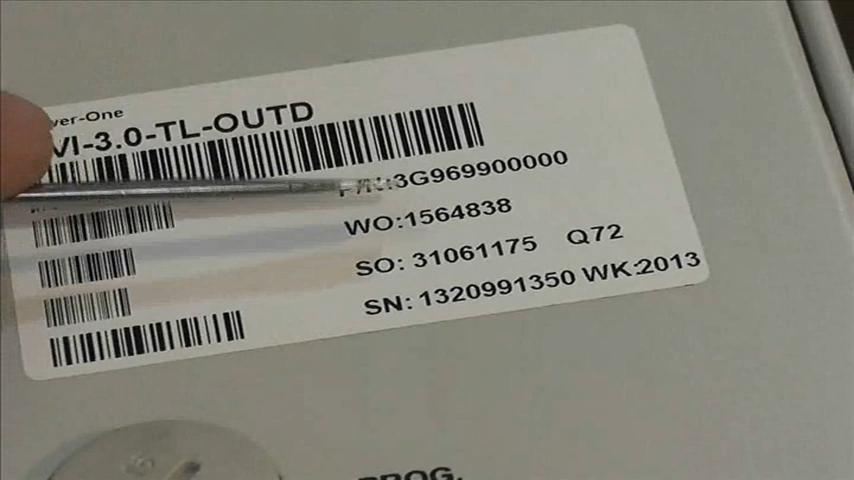 ver-One
VI-3.0-TL-OUTD
P/N:3G969900000
WO:1564838
SO: 31061175 Q72
SN: 1320991350 WK:2013
PROG.